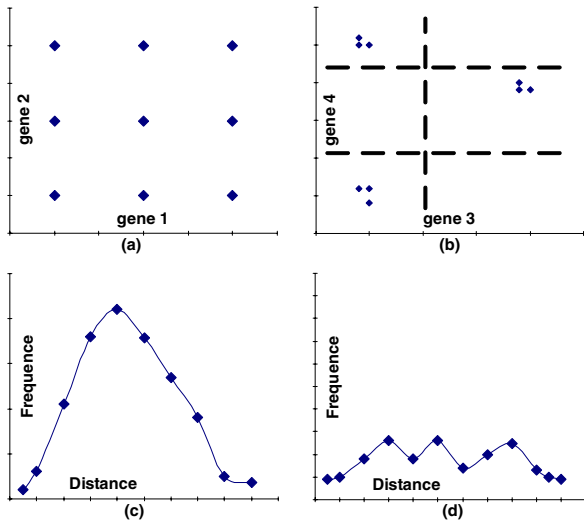 gene 2
gene 1
(a)
gene 4
gene 3
(b)
Frequence
Distance
(c)
Frequence
Distance
(d)